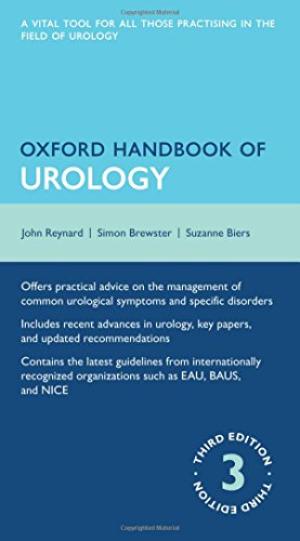 A VITAL TOOL FOR ALL THOSE PRACTISING IN THE
FIELD OF UROLOGY
OXFORD HANDBOOK OF
UROLOGY
John Reynard | Simon Brewster | Suzanne Biers
Offers practical advice on the management of
common urological symptoms and specific disorders
Includes recent advances in urology, key papers,
and updated recommendations
Contains the latest guidelines from internationally
recognized organizations such as EAU, BAUS,
and NICE
THIRD EDITION
3
THIRD EDITION